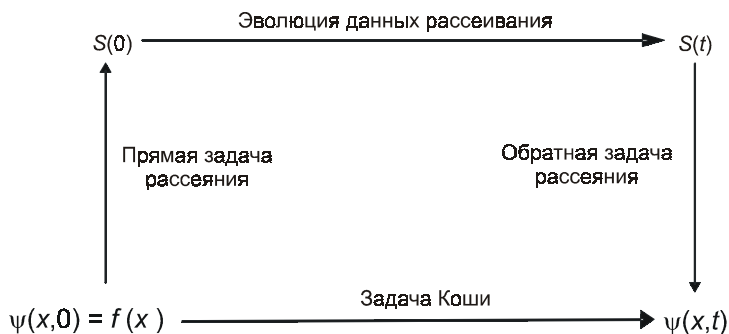 Эволюция данных рассеивания
S(0)
S(t)
Прямая задача
рассеяния
Обратная задача
рассеяния
Задача Коши
ψ(x,0) = f (x )
ψ(x,t)